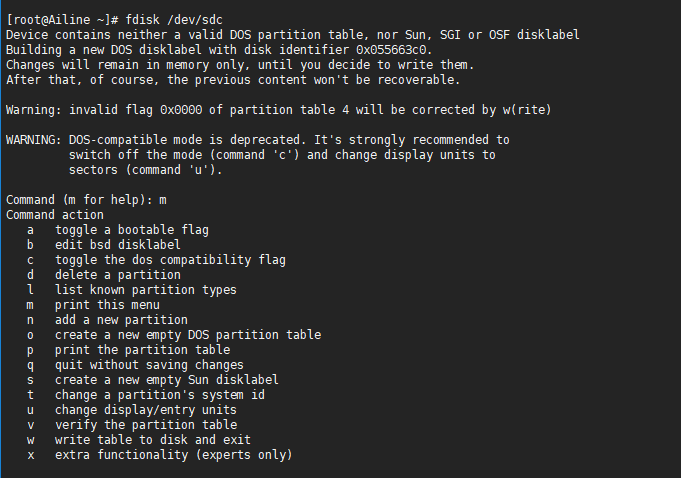 [root@Ailine ~]# fdisk /dev/sdc
Device contains neither a valid DOS partition table, nor Sun, SGI or OSF disklabel
Building a new DOS disklabel with disk identifier 0x055663c0.
Changes will remain in memory only, until you decide to write them.
After that, of course, the previous content won't be recoverable.

Warning: invalid flag 0x0000 of partition table 4 will be corrected by w(rite)

WARNING: DOS-compatible mode is deprecated. It's strongly recommended to
         switch off the mode (command 'c') and change display units to
         sectors (command 'u').

Command (m for help): m
Command action
   a   toggle a bootable flag
   b   edit bsd disklabel
   c   toggle the dos compatibility flag
   d   delete a partition
   l   list known partition types
   m   print this menu
   n   add a new partition
   o   create a new empty DOS partition table
   p   print the partition table
   q   quit without saving changes
   s   create a new empty Sun disklabel
   t   change a partition's system id
   u   change display/entry units
   v   verify the partition table
   w   write table to disk and exit
   x   extra functionality (experts only)